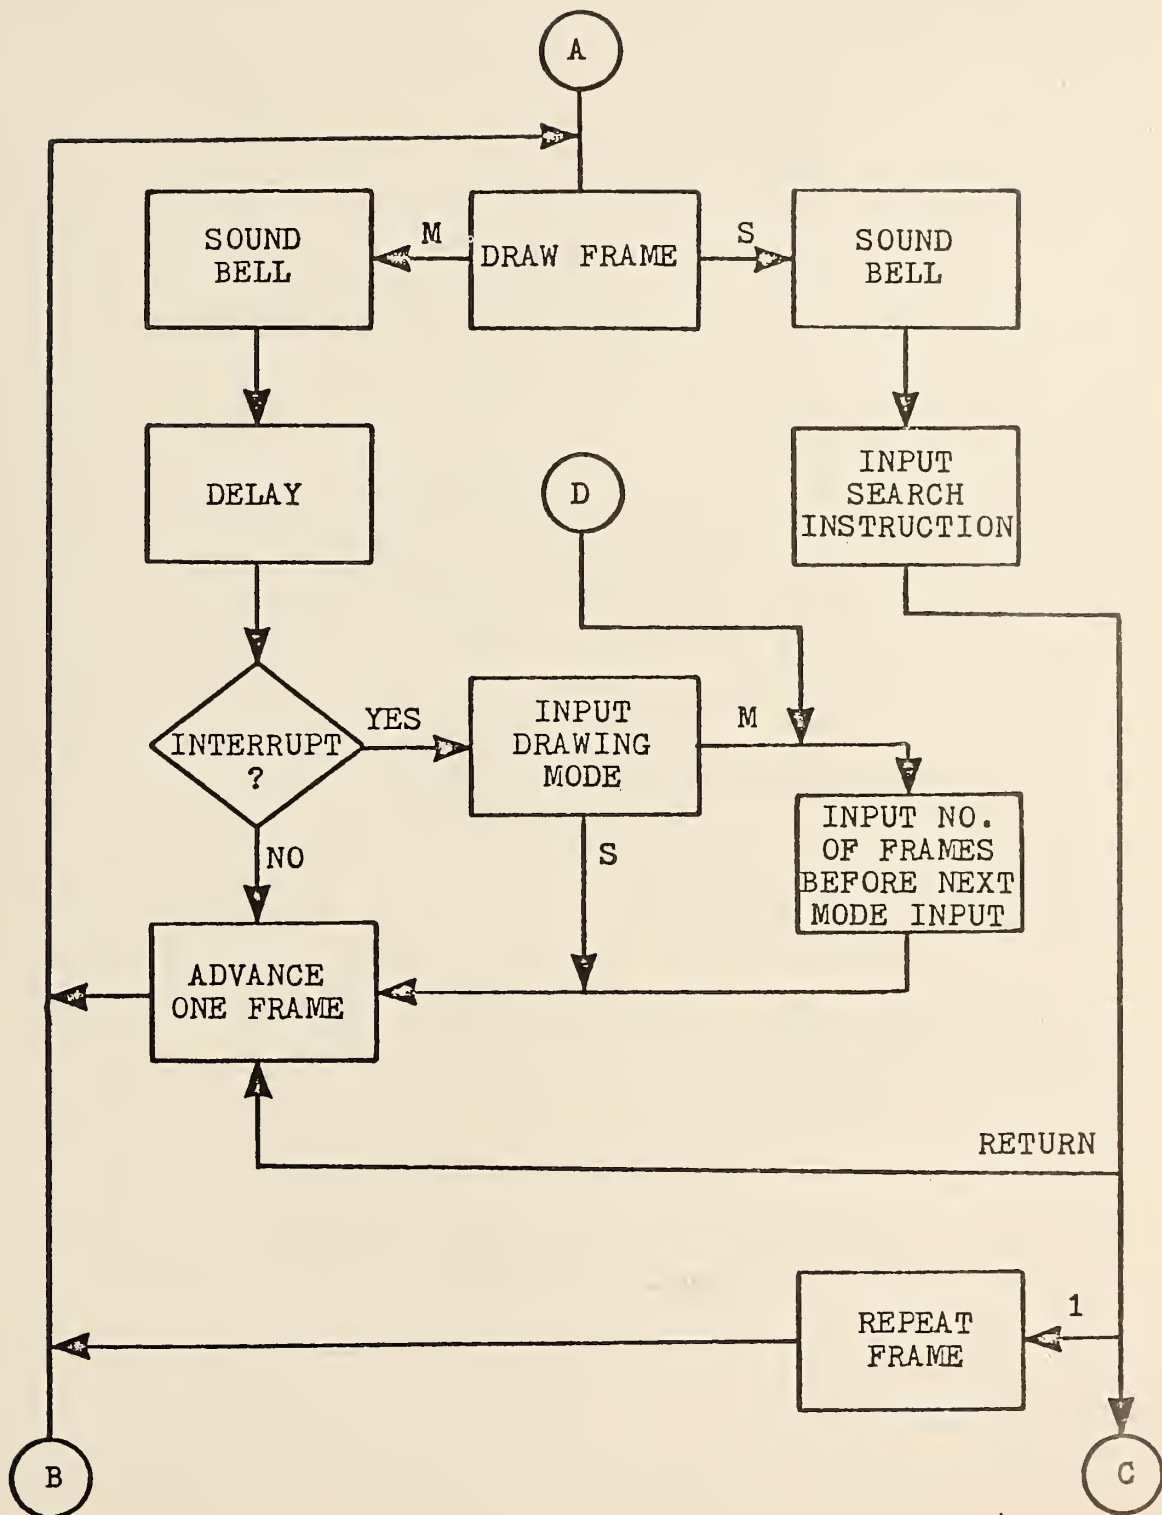 A
SOUND
BELL
M
DRAW FRAME
S
SOUND
BELL
DELAY
D
INPUT
SEARCH
INSTRUCTION
INTERRUPT
?
YES
INPUT
DRAWING
MODE
M
NO
S
INPUT NO.
OF FRAMES
BEFORE NEXT
MODE INPUT
ADVANCE
ONE FRAME
RETURN
REPEAT
FRAME
1
B
C